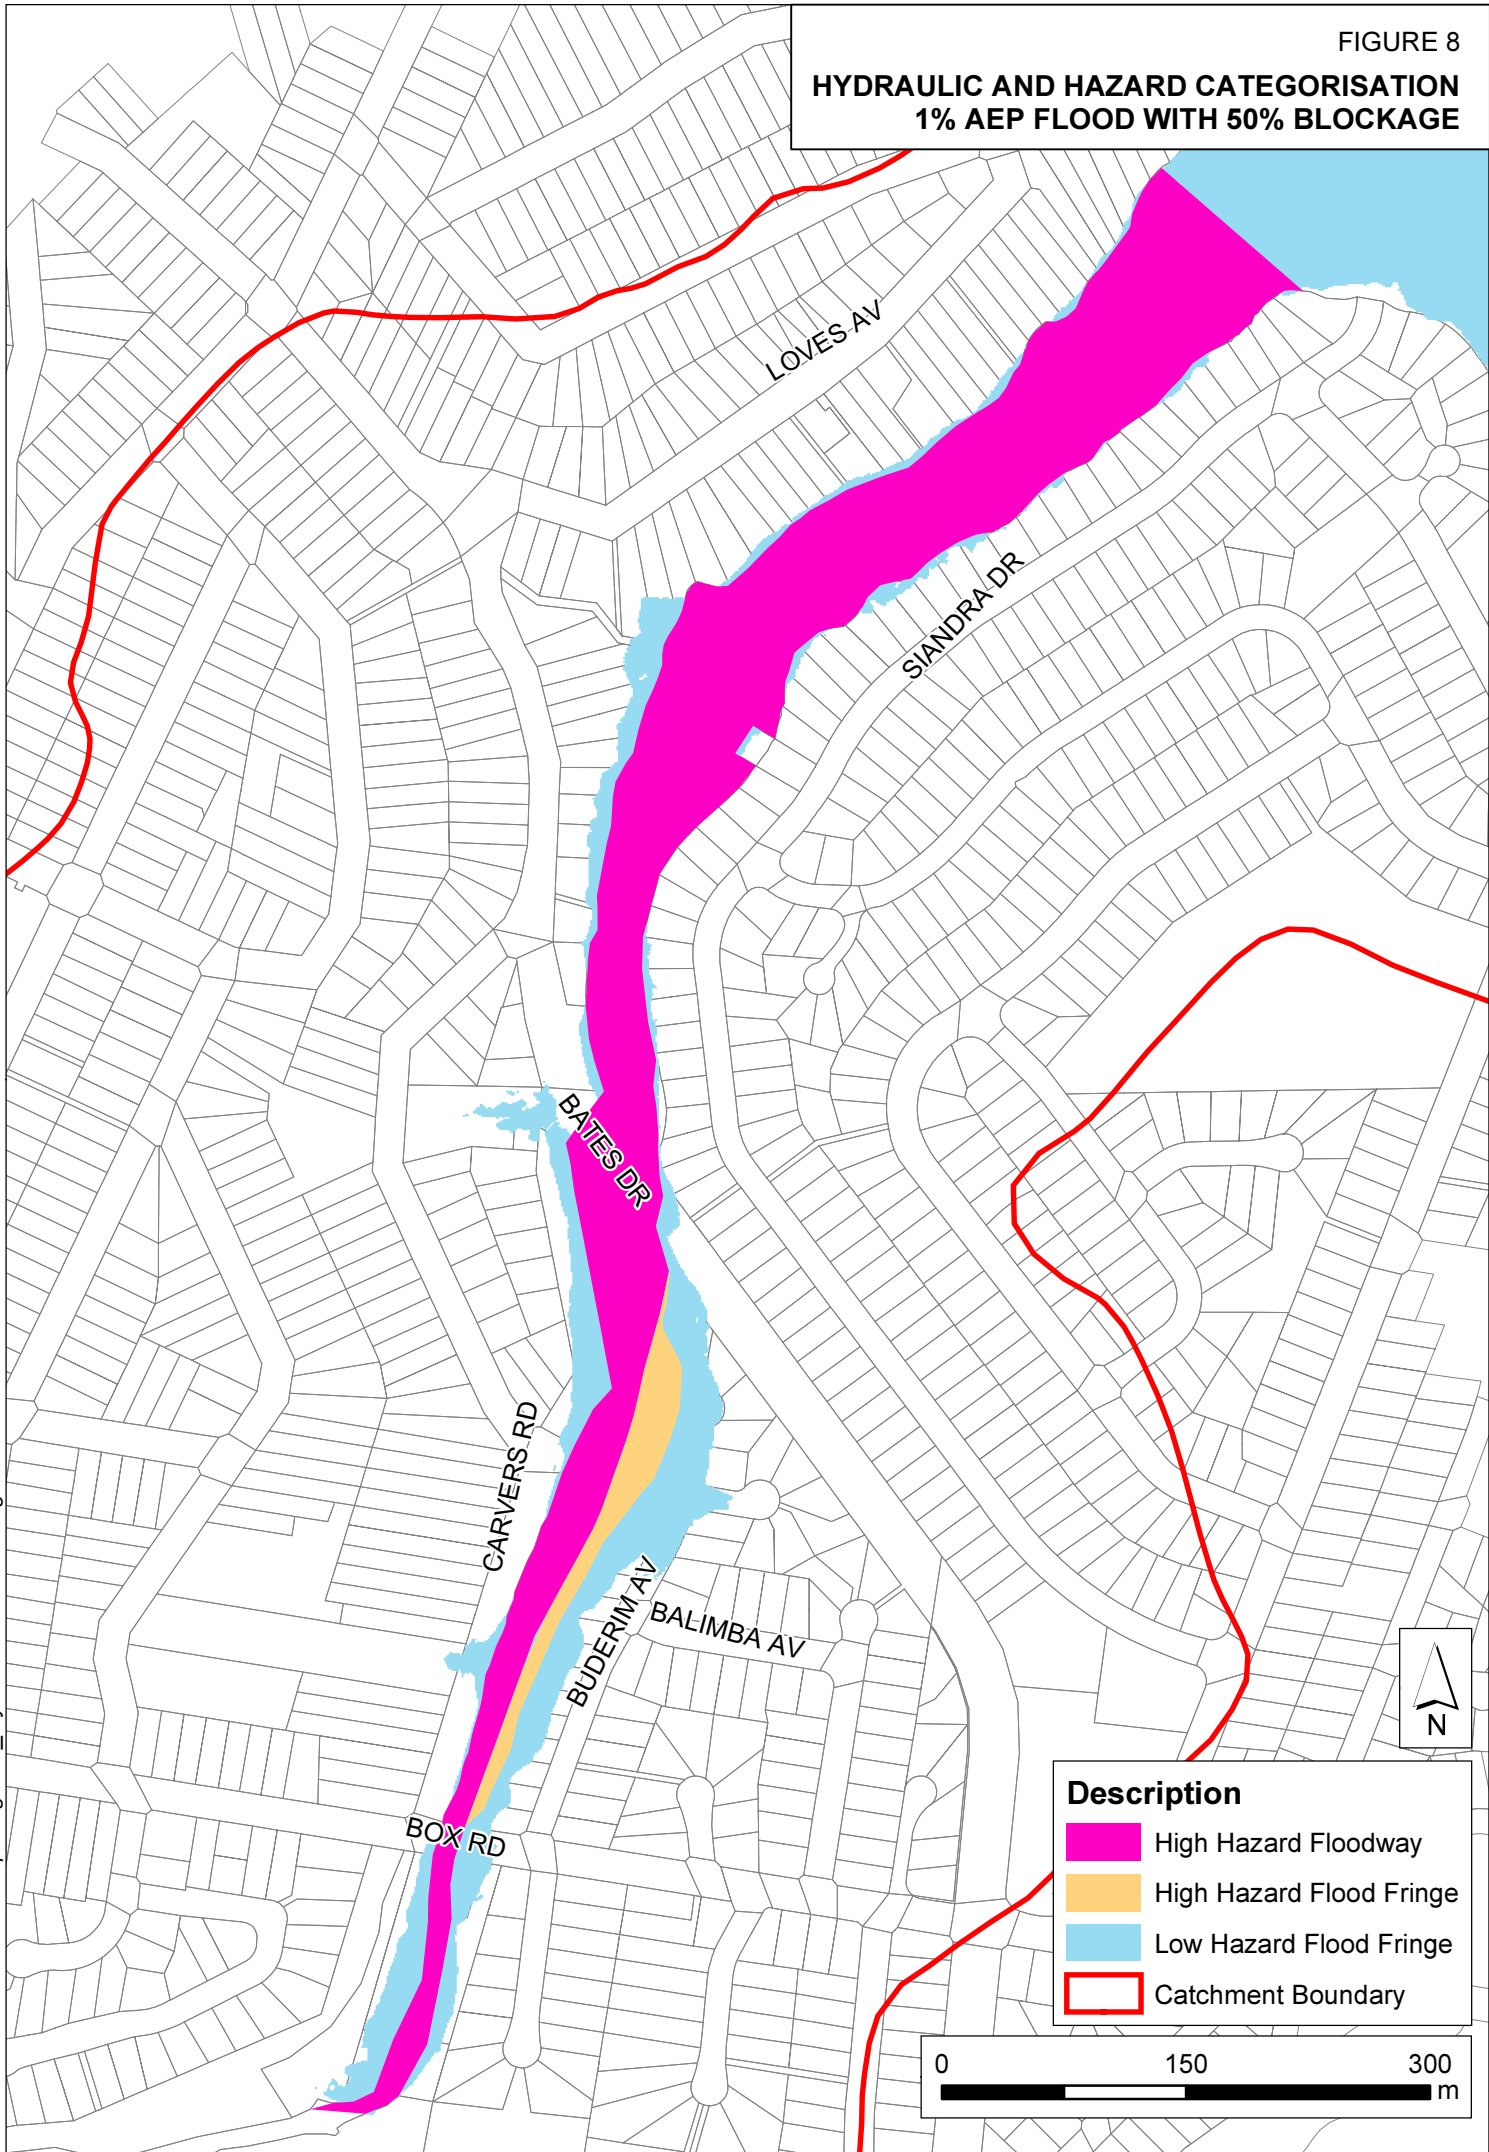 FIGURE 8
HYDRAULIC AND HAZARD CATEGORISATION
1% AEP FLOOD WITH 50% BLOCKAGE
LOVES AV
SIANDRA DR
BATES DR
CARVERS RD
BUDERIM AV
BALIMBA AV
BOX RD
N
Description
High Hazard Floodway
High Hazard Flood Fringe
Low Hazard Flood Fringe
Catchment Boundary
0 150 300
m